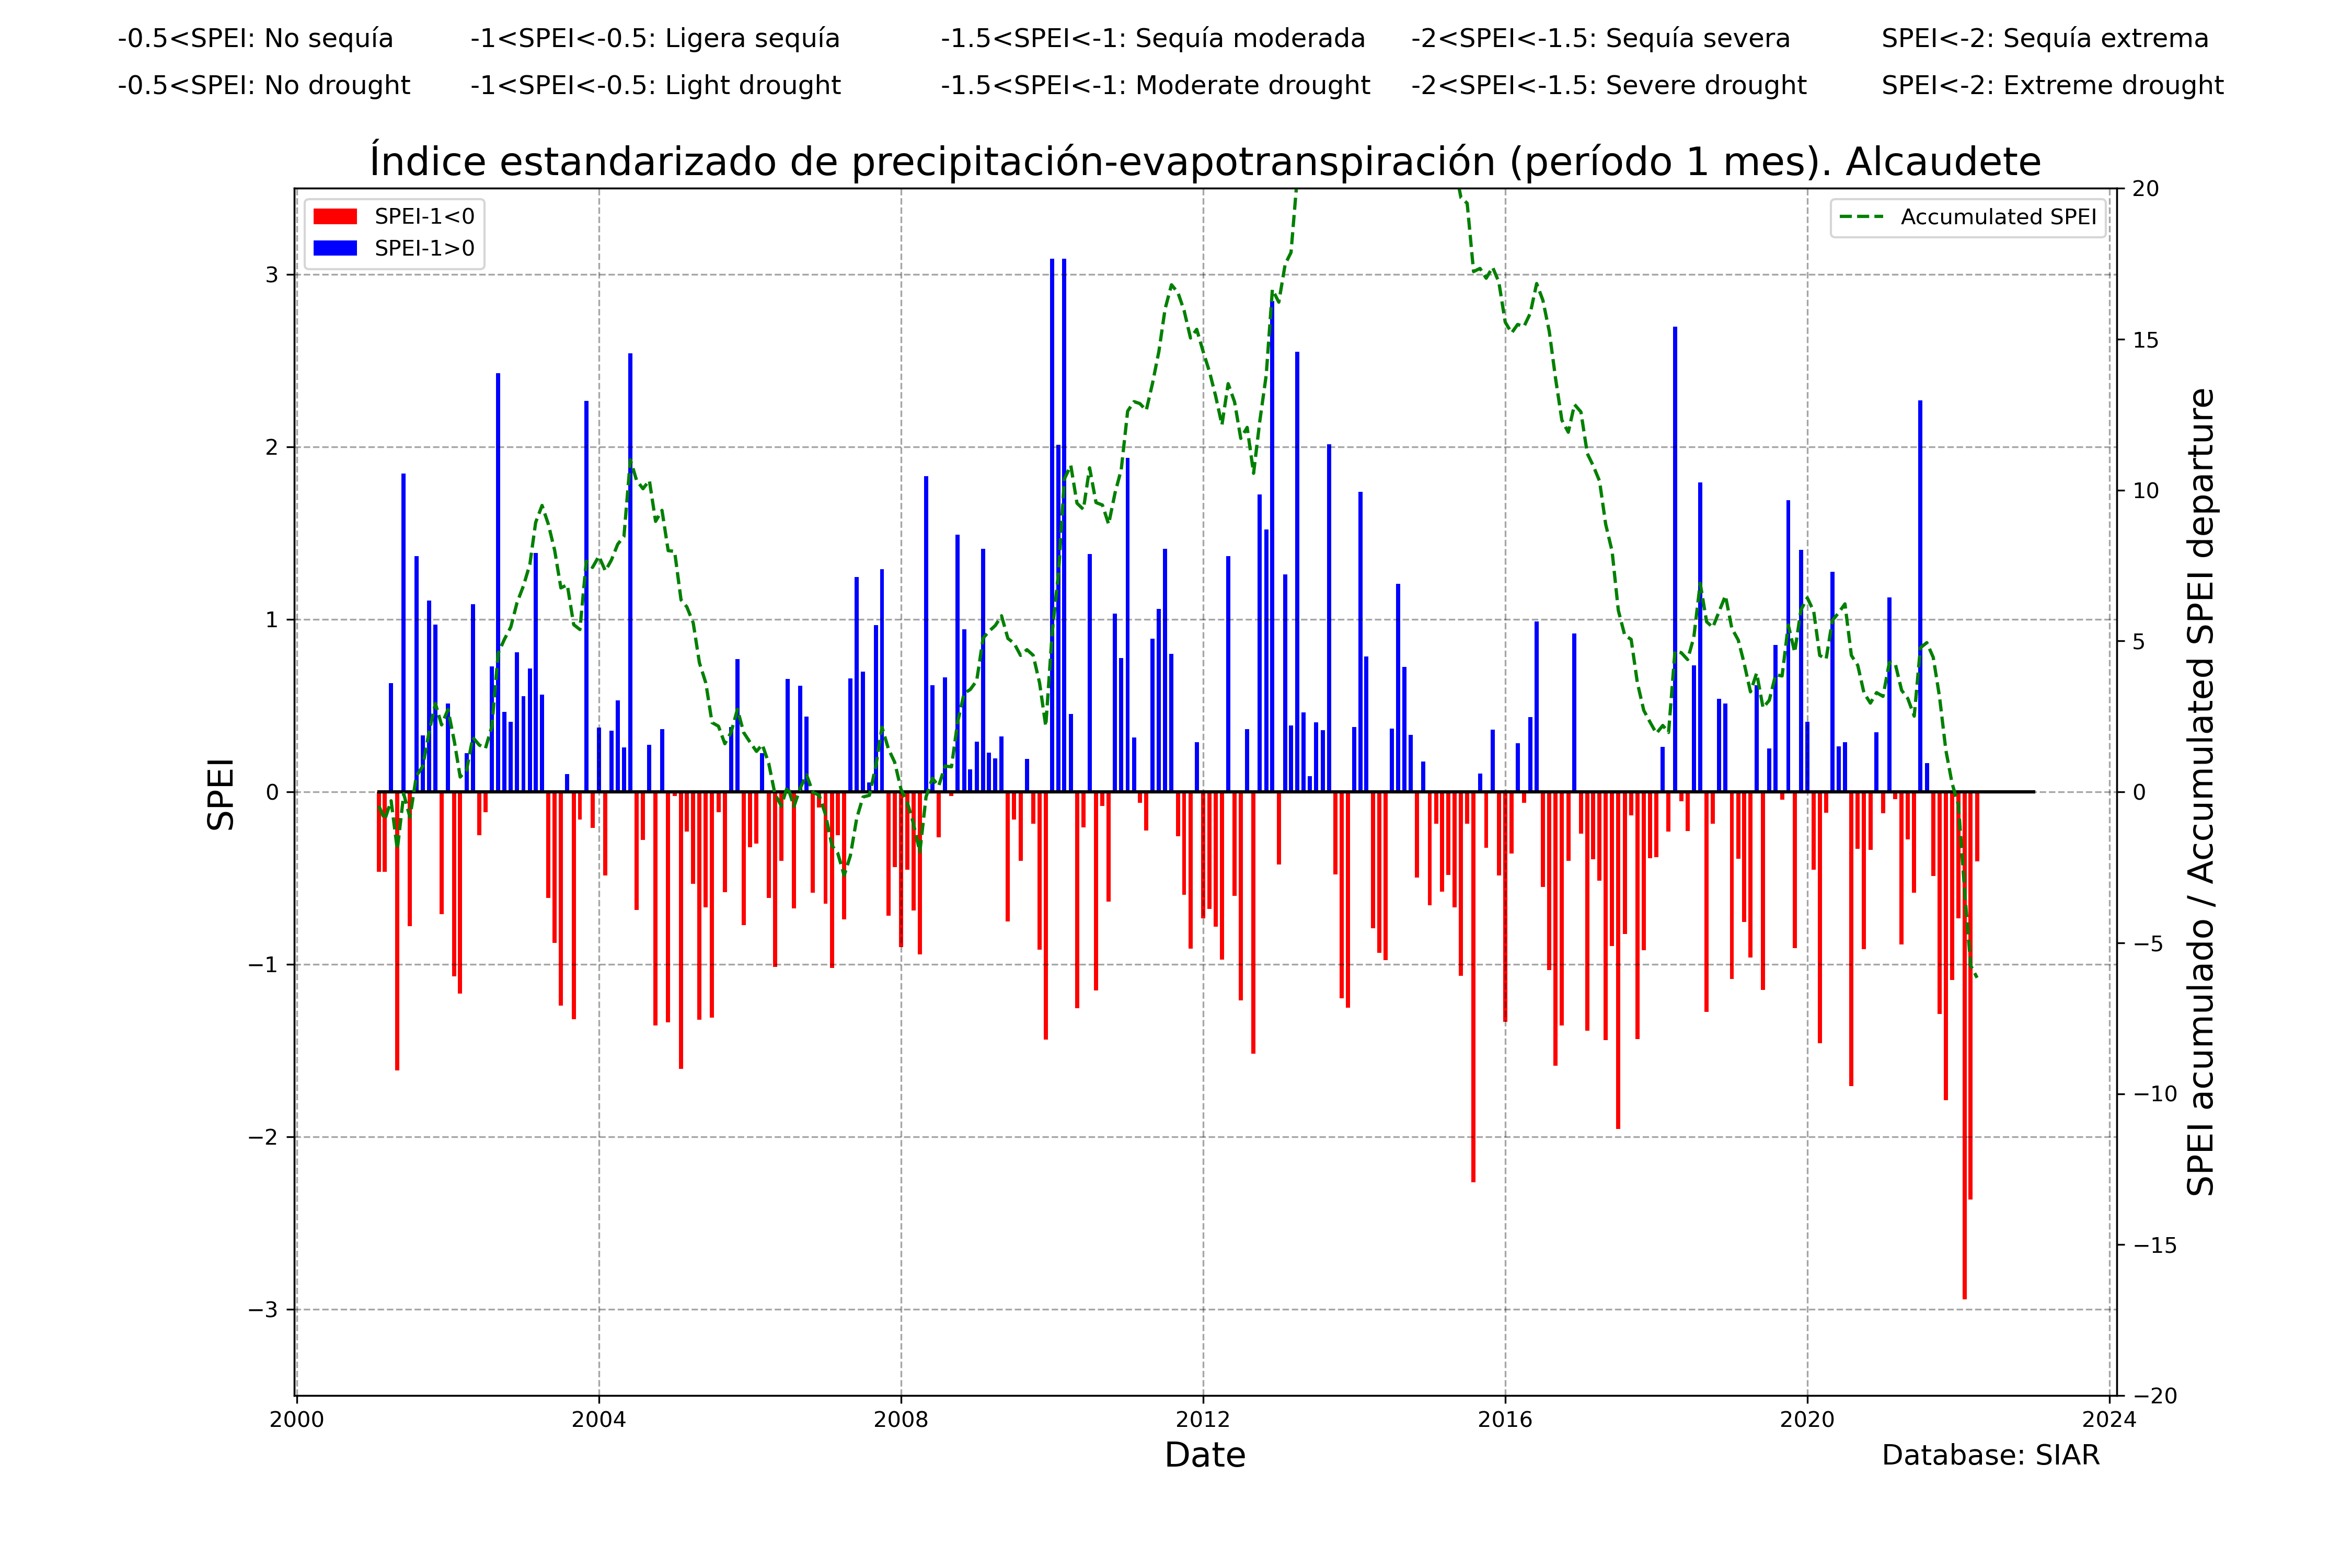 -0.5<SPEI: No sequía -1<SPEI<-0.5: Ligera sequía -1.5<SPEI<-1: Sequía moderada -2<SPEI<-1.5: Sequía severa SPEI<-2: Sequía extrema
-0.5<SPEI: No drought -1<SPEI<-0.5: Light drought -1.5<SPEI<-1: Moderate drought -2<SPEI<-1.5: Severe drought SPEI<-2: Extreme drought
Índice estandarizado de precipitación-evapotranspiración (período 1 mes). Alcaudete
SPEI-1<0
SPEI-1>0
Accumulated SPEI
SPEI
3
2
1
0
−1
−2
−3
20
15
10
5
0
−5
−10
−15
−20
SPEI acumulado / Accumulated SPEI departure
2000 2004 2008 2012 2016 2020 2024
Date
Database: SIAR